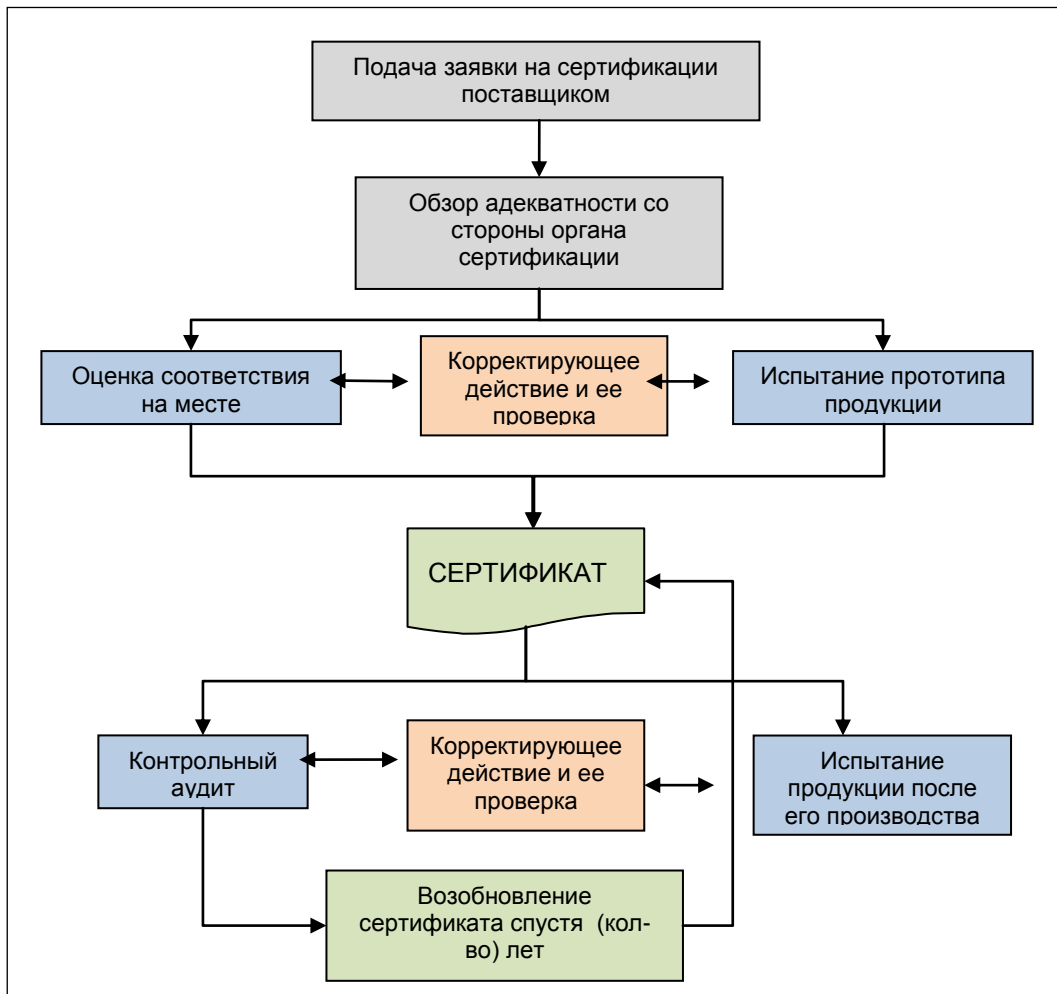 Подача заявки на сертификации
поставщиком
Обзор адекватности со
стороны органа
сертификации
Оценка соответствия
на месте
Корректирующее
действие и ее
проверка
Испытание прототипа
продукции
СЕРТИФИКАТ
Контрольный
аудит
Корректирующее
действие и ее
проверка
Испытание
продукции после
его производства
Возобновление
сертификата спустя (кол-
во) лет